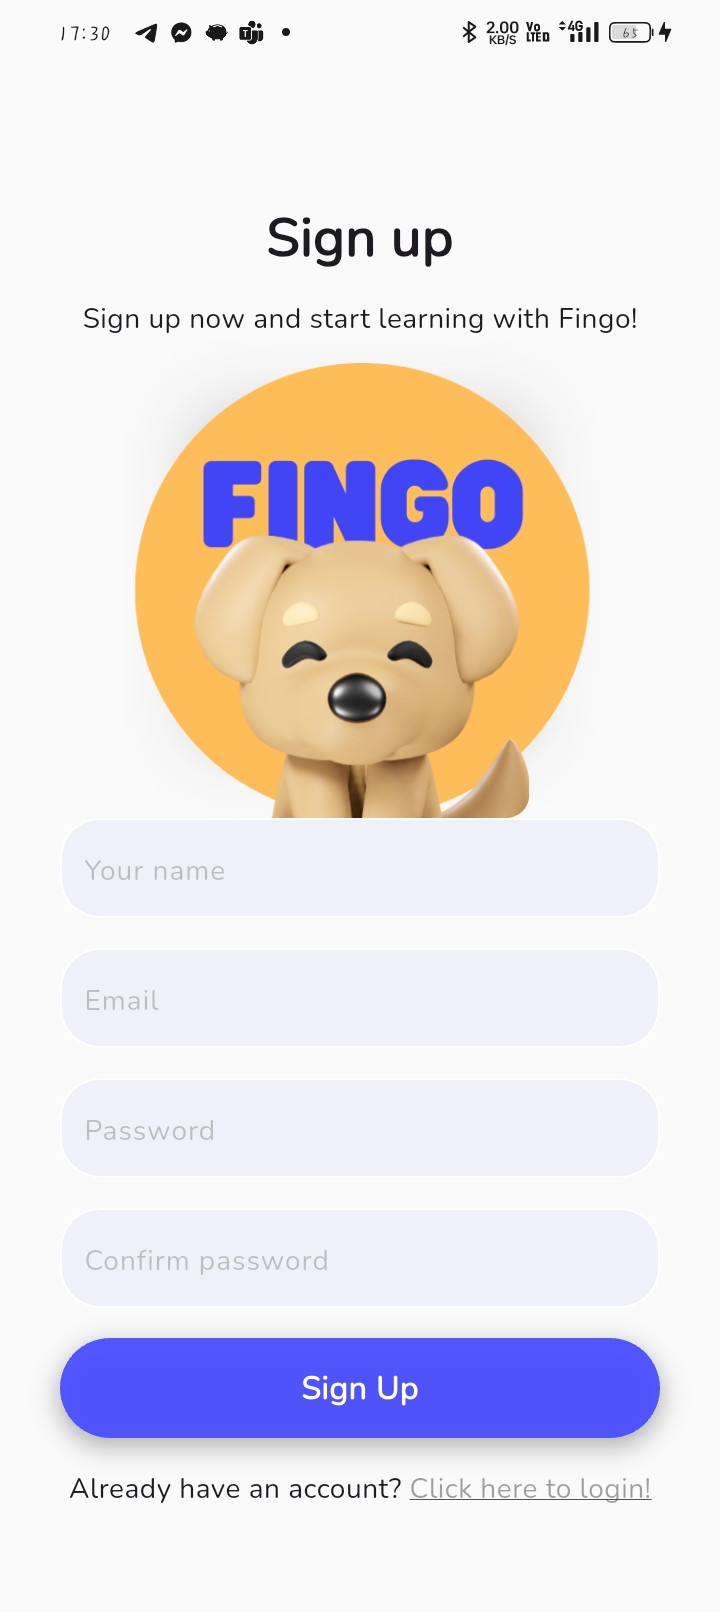 17:30 2.00 KB/S Vo LTE 4G 65
Sign up
Sign up now and start learning with Fingo!
FINGO
Your name
Email
Password
Confirm password
Sign Up
Already have an account? Click here to login!